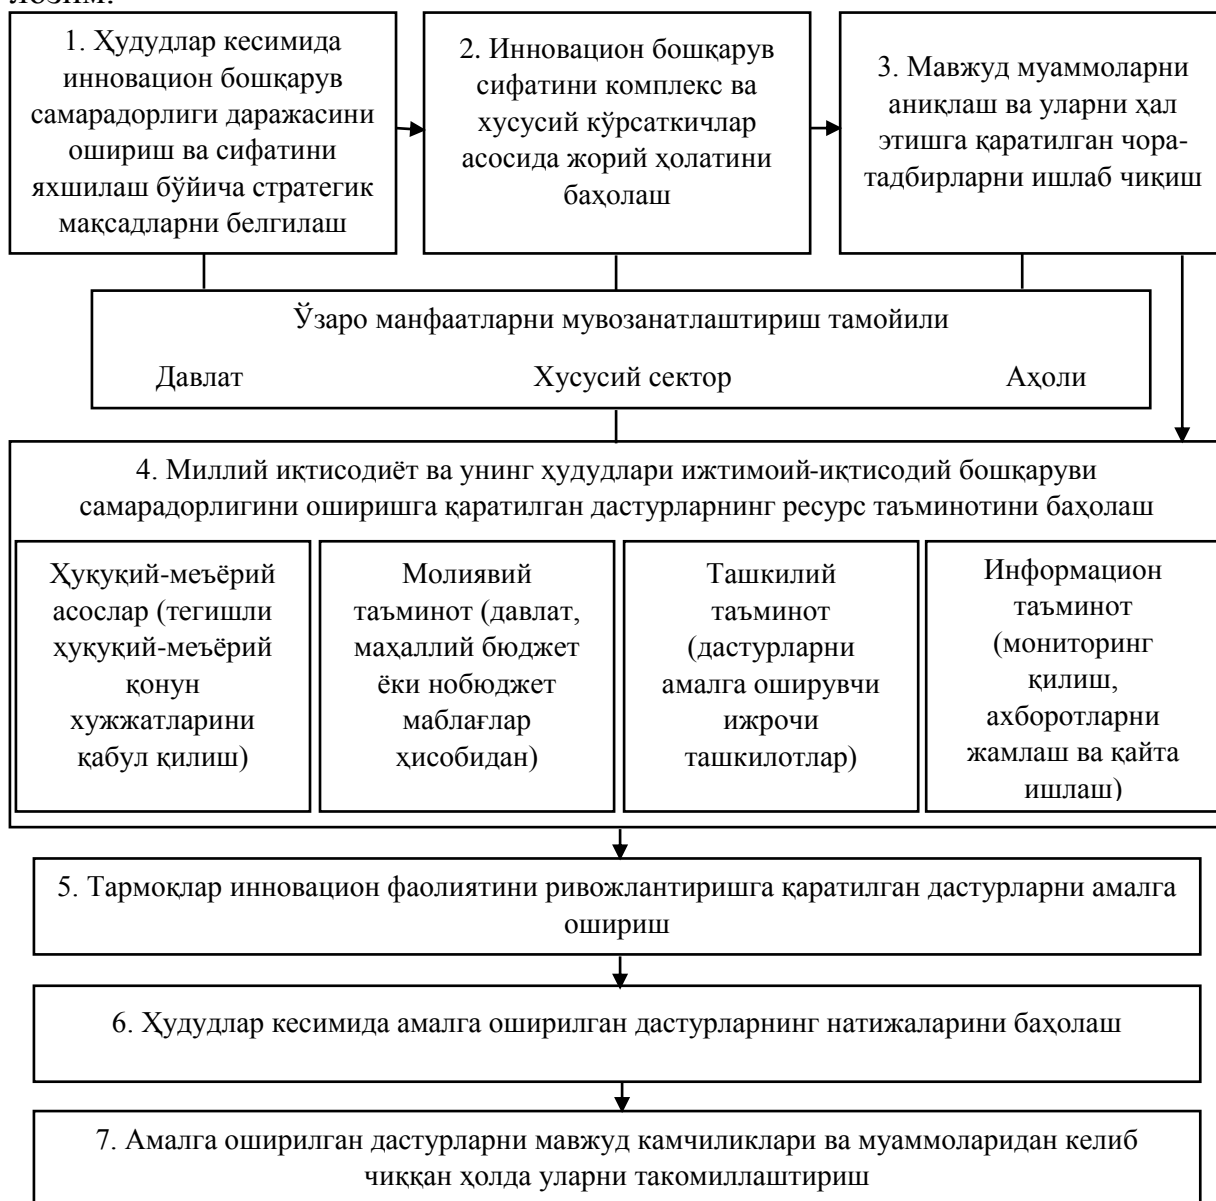 1. Ҳудудлар кесимида
инновацион бошқарув
самарадорлиги даражасини
ошириш ва сифатини
яхшилаш бўйича стратегик
мақсадларни белгилаш
2. Инновацион бошқарув
сифатини комплекс ва
хусусий кўрсаткичлар
асосида жорий ҳолатини
баҳолаш
3. Мавжуд муаммоларни
аниқлаш ва уларни ҳал
этишга қаратилган чора-
тадбирларни ишлаб чиқиш
Ўзаро манфаатларни мувозанатлаштириш тамойили
Давлат Хусусий сектор Аҳоли
4. Миллий иқтисодиёт ва унинг ҳудудлари ижтимоий-иқтисодий бошқаруви
самарадорлигини оширишга қаратилган дастурларнинг ресурс таъминотини баҳолаш
Ҳуқуқий-меъёрий
асослар (тегишли
ҳуқуқий-меъёрий
қонун
хужжатларини
қабул қилиш)
Молиявий
таъминот (давлат,
маҳаллий бюджет
ёки нобюджет
маблағлар
ҳисобидан)
Ташкилий
таъминот
(дастурларни
амалга оширувчи
ижрочи
ташкилотлар)
Информацион
таъминот
(мониторинг
қилиш,
ахборотларни
жамлаш ва қайта
ишлаш)
5. Тармоқлар инновацион фаолиятини ривожлантиришга қаратилган дастурларни амалга
ошириш
6. Ҳудудлар кесимида амалга оширилган дастурларнинг натижаларини баҳолаш
7. Амалга оширилган дастурларни мавжуд камчиликлари ва муаммоларидан келиб
чиққан ҳолда уларни такомиллаштириш